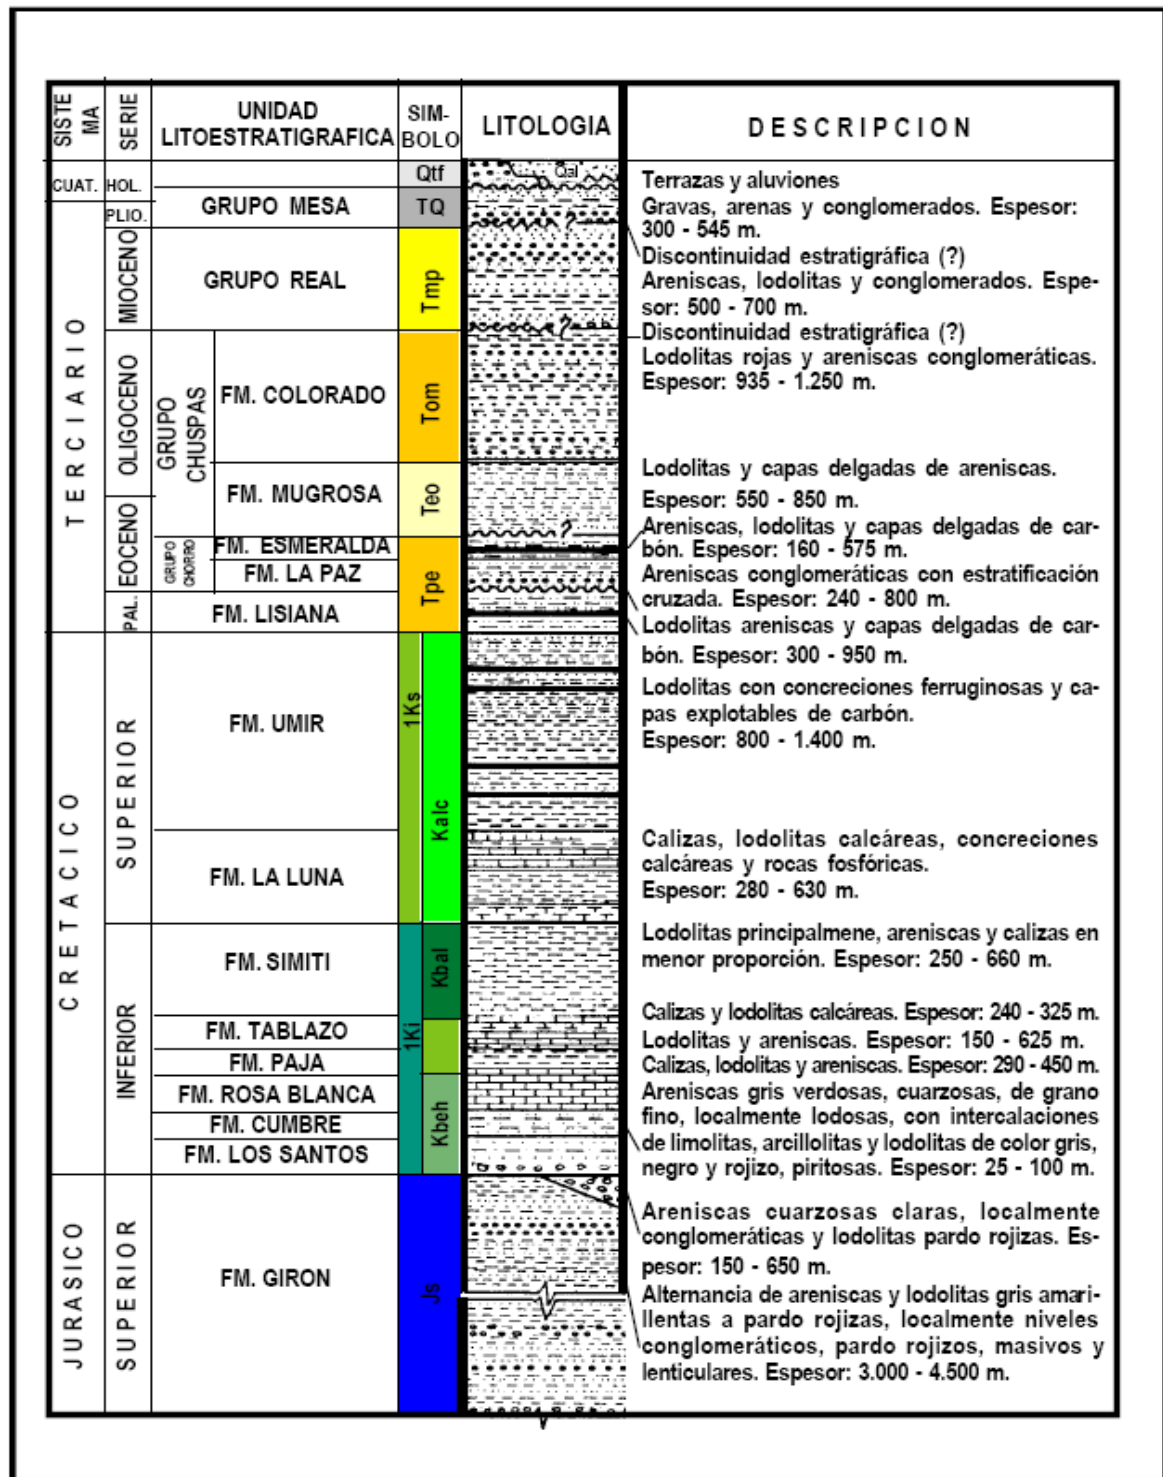 SISTE
MA
SERIE
UNIDAD
LITOESTRATIGRAFICA
SIM-
BOLO
LITOLOGIA
DESCRIPCION
CUAT.
HOL.
Qtf
Qal
Terrazas y aluviones
TERCIARIO
PLIO.
GRUPO MESA
TQ
Gravas, arenas y conglomerados. Espesor:
300 - 545 m.
?
Discontinuidad estratigráfica (?)
MIOCENO
GRUPO REAL
Tmp
Areniscas, lodolitas y conglomerados. Espe-
sor: 500 - 700 m.
?
Discontinuidad estratigráfica (?)
OLIGOCENO
GRUPO
CHUSPAS
FM. COLORADO
Tom
Lodolitas rojas y areniscas conglomeráticas.
Espesor: 935 - 1.250 m.
FM. MUGROSA
Teo
Lodolitas y capas delgadas de areniscas.
Espesor: 550 - 850 m.
?
EOCENO
GRUPO
CHORRO
FM. ESMERALDA
Tpe
Areniscas, lodolitas y capas delgadas de car-
bón. Espesor: 160 - 575 m.
FM. LA PAZ
Areniscas conglomeráticas con estratificación
cruzada. Espesor: 240 - 800 m.
PAL.
FM. LISIANA
Lodolitas areniscas y capas delgadas de car-
bón. Espesor: 300 - 950 m.
CRETACICO
SUPERIOR
FM. UMIR
1Ks
Kalc
Lodolitas con concreciones ferruginosas y ca-
pas explotables de carbón.
Espesor: 800 - 1.400 m.
FM. LA LUNA
Calizas, lodolitas calcáreas, concreciones
calcáreas y rocas fosfóricas.
Espesor: 280 - 630 m.
INFERIOR
FM. SIMITI
1Ki
Kbal
Lodolitas principalmene, areniscas y calizas en
menor proporción. Espesor: 250 - 660 m.
FM. TABLAZO
Calizas y lodolitas calcáreas. Espesor: 240 - 325 m.
FM. PAJA
Lodolitas y areniscas. Espesor: 150 - 625 m.
FM. ROSA BLANCA
Kbeh
Calizas, lodolitas y areniscas. Espesor: 290 - 450 m.
FM. CUMBRE
Areniscas gris verdosas, cuarzosas, de grano
fino, localmente lodosas, con intercalaciones
de limolitas, arcillolitas y lodolitas de color gris,
negro y rojizo, piritosas. Espesor: 25 - 100 m.
FM. LOS SANTOS
Areniscas cuarzosas claras, localmente
conglomeráticas y lodolitas pardo rojizas. Es-
pesor: 150 - 650 m.
JURASICO
SUPERIOR
FM. GIRON
Js
Alternancia de areniscas y lodolitas gris amari-
llentas a pardo rojizas, localmente niveles
conglomeráticos, pardo rojizos, masivos y
lenticulares. Espesor: 3.000 - 4.500 m.